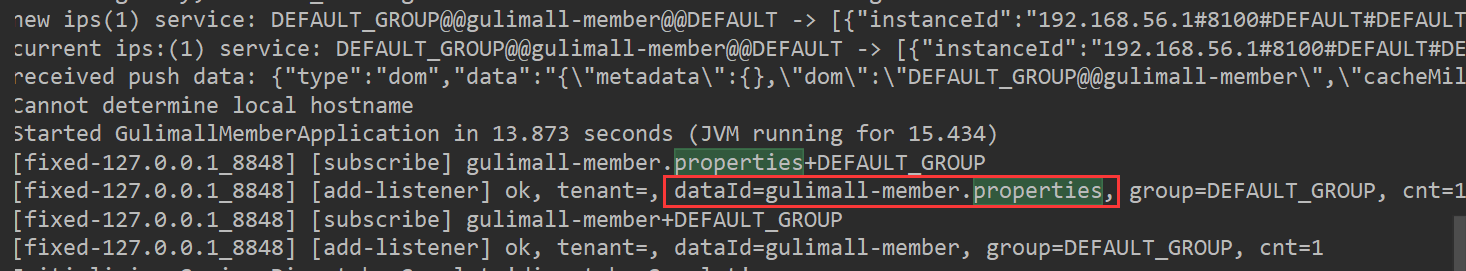 new ips(1) service: DEFAULT_GROUP@@gulimall-member@@DEFAULT -> [{"instanceId":"192.168.56.1#8100#DEFAULT#DEFAULT
current ips:(1) service: DEFAULT_GROUP@@gulimall-member@@DEFAULT -> [{"instanceId":"192.168.56.1#8100#DEFAULT#DE
received push data: {"type":"dom","data":"{\"metadata\":{},\"dom\":\"DEFAULT_GROUP@@gulimall-member\",\"cacheMil
Cannot determine local hostname
Started GulimallMemberApplication in 13.873 seconds (JVM running for 15.434)
[fixed-127.0.0.1_8848] [subscribe] gulimall-member.properties+DEFAULT_GROUP
[fixed-127.0.0.1_8848] [add-listener] ok, tenant=, dataId=gulimall-member.properties, group=DEFAULT_GROUP, cnt=1
[fixed-127.0.0.1_8848] [subscribe] gulimall-member+DEFAULT_GROUP
[fixed-127.0.0.1_8848] [add-listener] ok, tenant=, dataId=gulimall-member, group=DEFAULT_GROUP, cnt=1